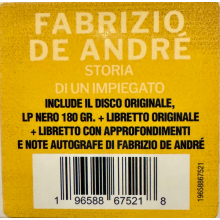 FABRIZIO
DE ANDRÉ
STORIA
DI UN IMPIEGATO
INCLUDE IL DISCO ORIGINALE,
LP NERO 180 GR. + LIBRETTO ORIGINALE
+ LIBRETTO CON APPROFONDIMENTI
E NOTE AUTOGRAFE DI FABRIZIO DE ANDRÉ
1 96588 67521 8
19658867521